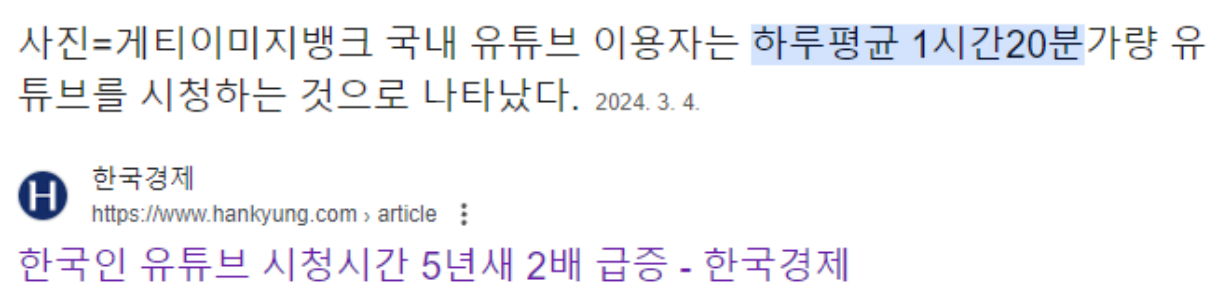 사진=게티이미지뱅크 국내 유튜브 이용자는 하루평균 1시간20분가량 유
튜브를 시청하는 것으로 나타났다. 2024. 3. 4.
H
한국경제
https://www.hankyung.com › article
한국인 유튜브 시청시간 5년새 2배 급증 - 한국경제